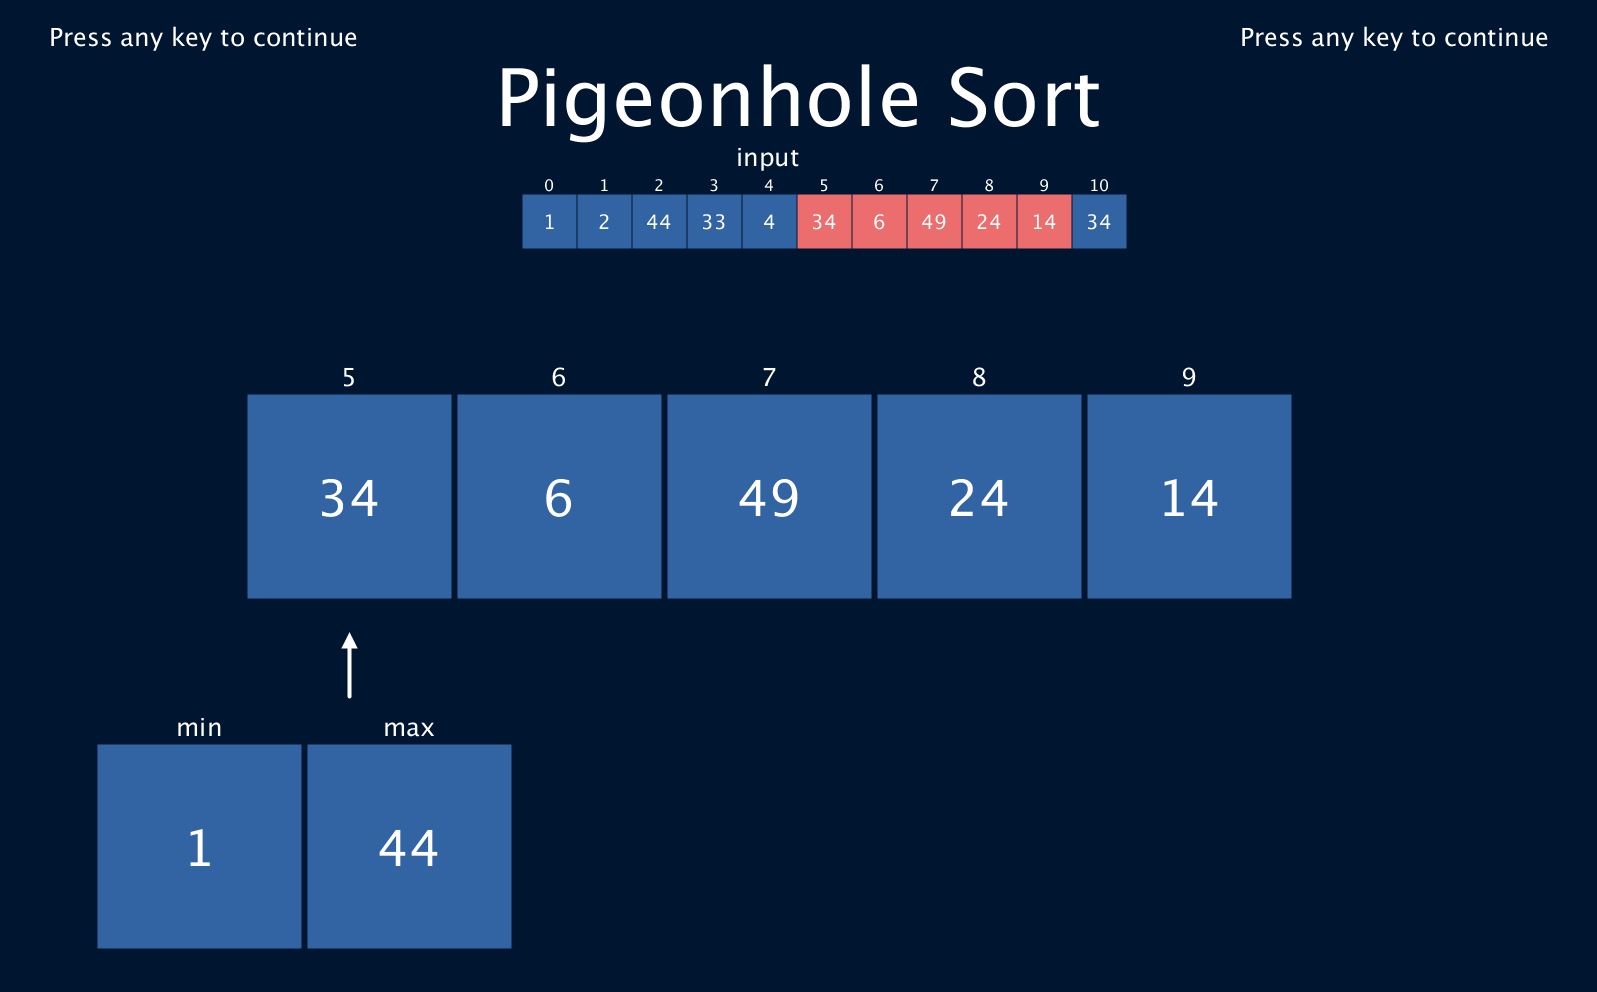 Press any key to continue
Press any key to continue
Pigeonhole Sort
input
0 1 2 3 4 5 6 7 8 9 10
1 2 44 33 4 34 6 49 24 14 34
5 6 7 8 9
34 6 49 24 14
min max
1 44